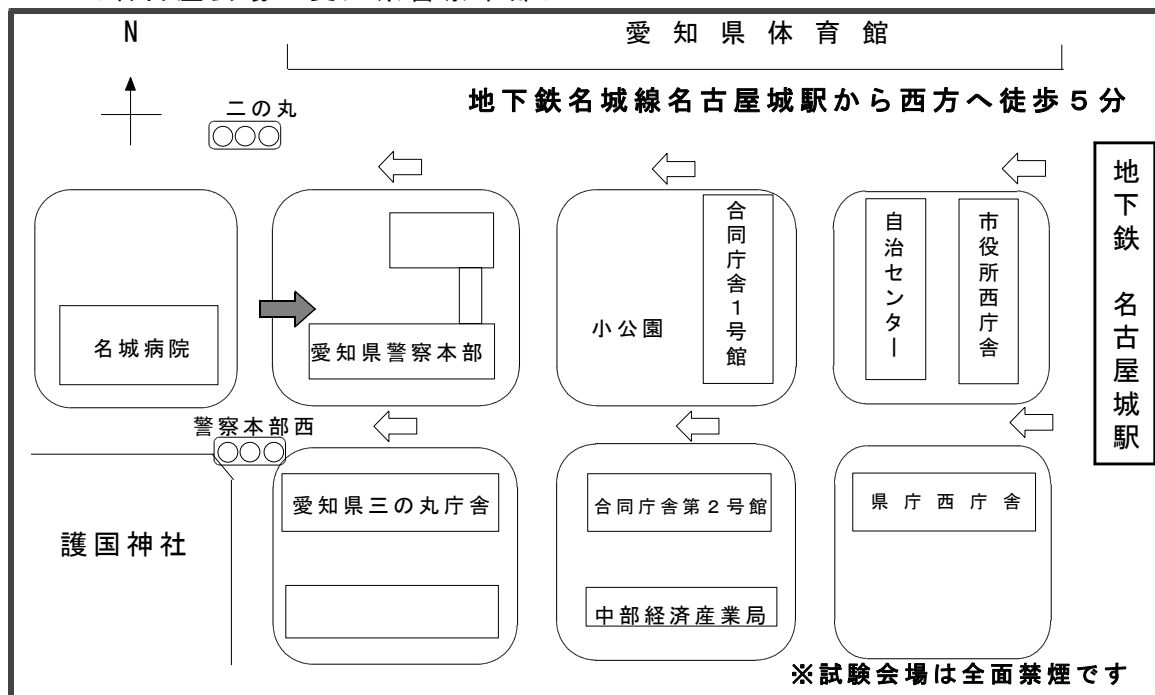 N
愛知県体育館
地下鉄名城線名古屋城駅から西方へ徒歩5分
二の丸
地下鉄 名古屋城駅
合同庁舎1号館
自治センター
市役所西庁舎
小公園
名城病院
愛知県警察本部
警察本部西
愛知県三の丸庁舎
合同庁舎第2号館
県庁西庁舎
護国神社
中部経済産業局
※試験会場は全面禁煙です